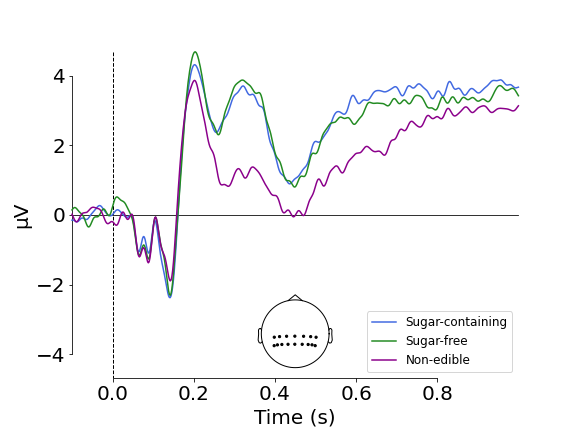 4
2
0
−2
−4
μV
0.0 0.2 0.4 0.6 0.8
Time (s)
Sugar-containing
Sugar-free
Non-edible